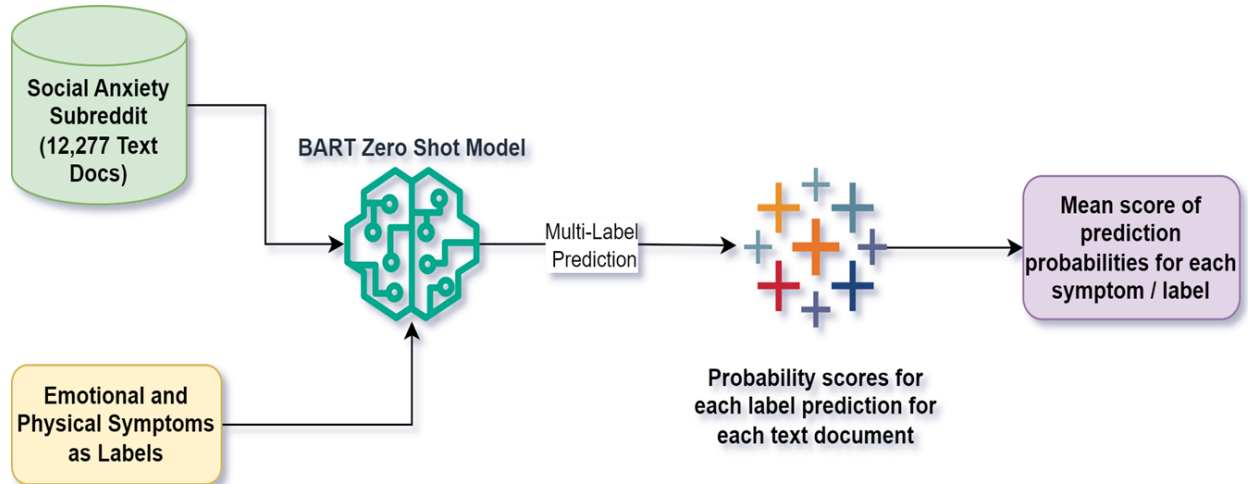 Social Anxiety
Subreddit
(12,277 Text
Docs)
BART Zero Shot Model
Multi-Label
Prediction
Mean score of
prediction
probabilities for each
symptom / label
Emotional and
Physical Symptoms
as Labels
Probability scores for
each label prediction for
each text document